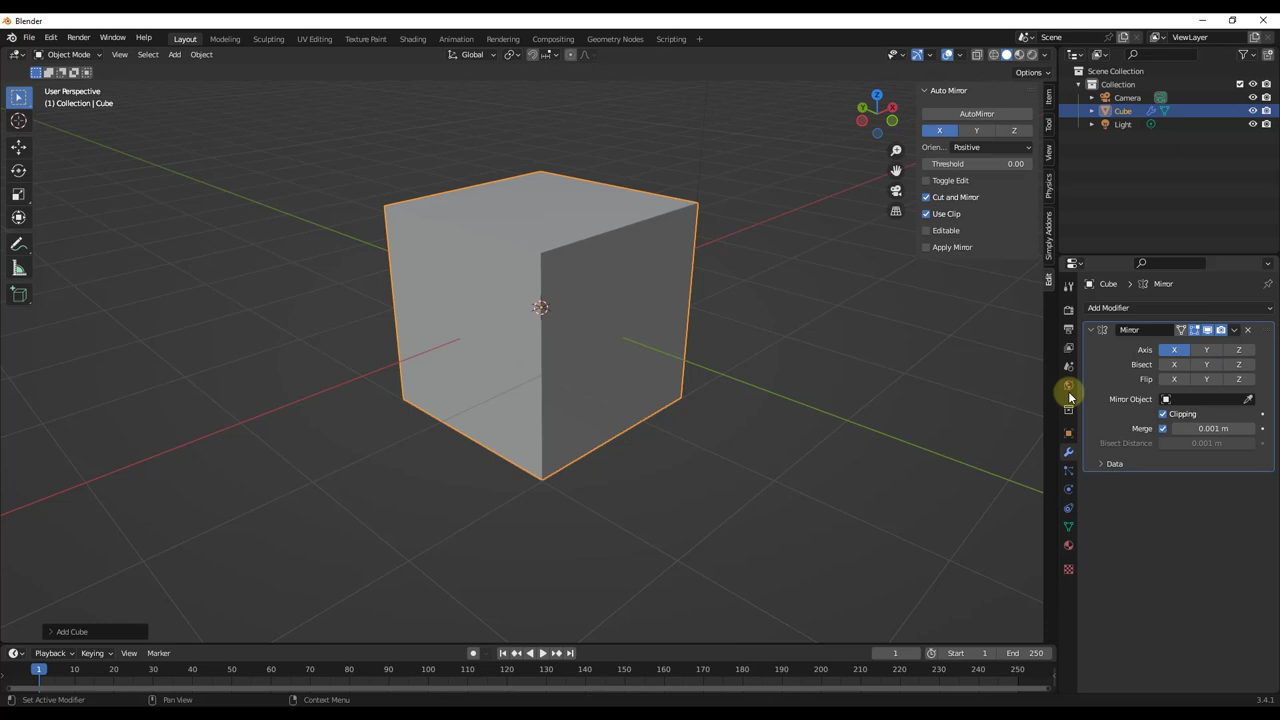 Blender
File Edit Render Window Help Layout Modeling Sculpting UV Editing Texture Paint Shading Animation Rendering Compositing Geometry Nodes Scripting Scene ViewLayer
Object Mode View Select Add Object Global
Options
User Perspective
(1) Collection | Cube
Z
X
Y
Auto Mirror
AutoMirror
X Y Z
Orien... Positive
Threshold 0.00
Toggle Edit
Cut and Mirror
Use Clip
Editable
Apply Mirror
Item
Tool
View
Physics
Simply Addons
Edit
Scene Collection
Collection
Camera
Cube
Light
Cube > Mirror
Add Modifier
Mirror
Axis X Y Z
Bisect X Y Z
Flip X Y Z
Mirror Object
Clipping
Merge 0.001 m
Bisect Distance 0.001 m
Data
Add Cube
Playback Keying View Marker 1 Start 1 End 250
1 10 20 30 40 50 60 70 80 90 100 110 120 130 140 150 160 170 180 190 200 210 220 230 240 250
Set Active Modifier Pan View Context Menu 3.4.1